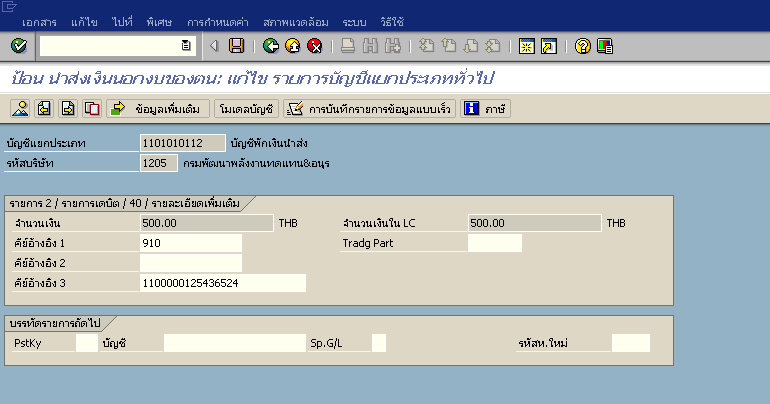 เอกสาร แก้ไข ไปที่ พิเศษ การกำหนดค่า สภาพแวดล้อม ระบบ วิธีใช้
ป้อน นำส่งเงินนอกงบของตน: แก้ไข รายการบัญชีแยกประเภททั่วไป
ข้อมูลเพิ่มเติม โมเดลบัญชี การบันทึกรายการข้อมูลแบบเร็ว ภาษี
บัญชีแยกประเภท 1101010112 บัญชีพักเงินนำส่ง
รหัสบริษัท 1205 กรมพัฒนาพลังงานทดแทน&อนุร
รายการ 2 / รายการเดบิต / 40 / รายละเอียดเพิ่มเติม
จำนวนเงิน 500.00 THB จำนวนเงินใน LC 500.00 THB
คีย์อ้างอิง 1 910 Tradg Part
คีย์อ้างอิง 2
คีย์อ้างอิง 3 1100000125436524
บรรทัดรายการถัดไป
PstKy บัญชี Sp.G/L รหัสท.ใหม่